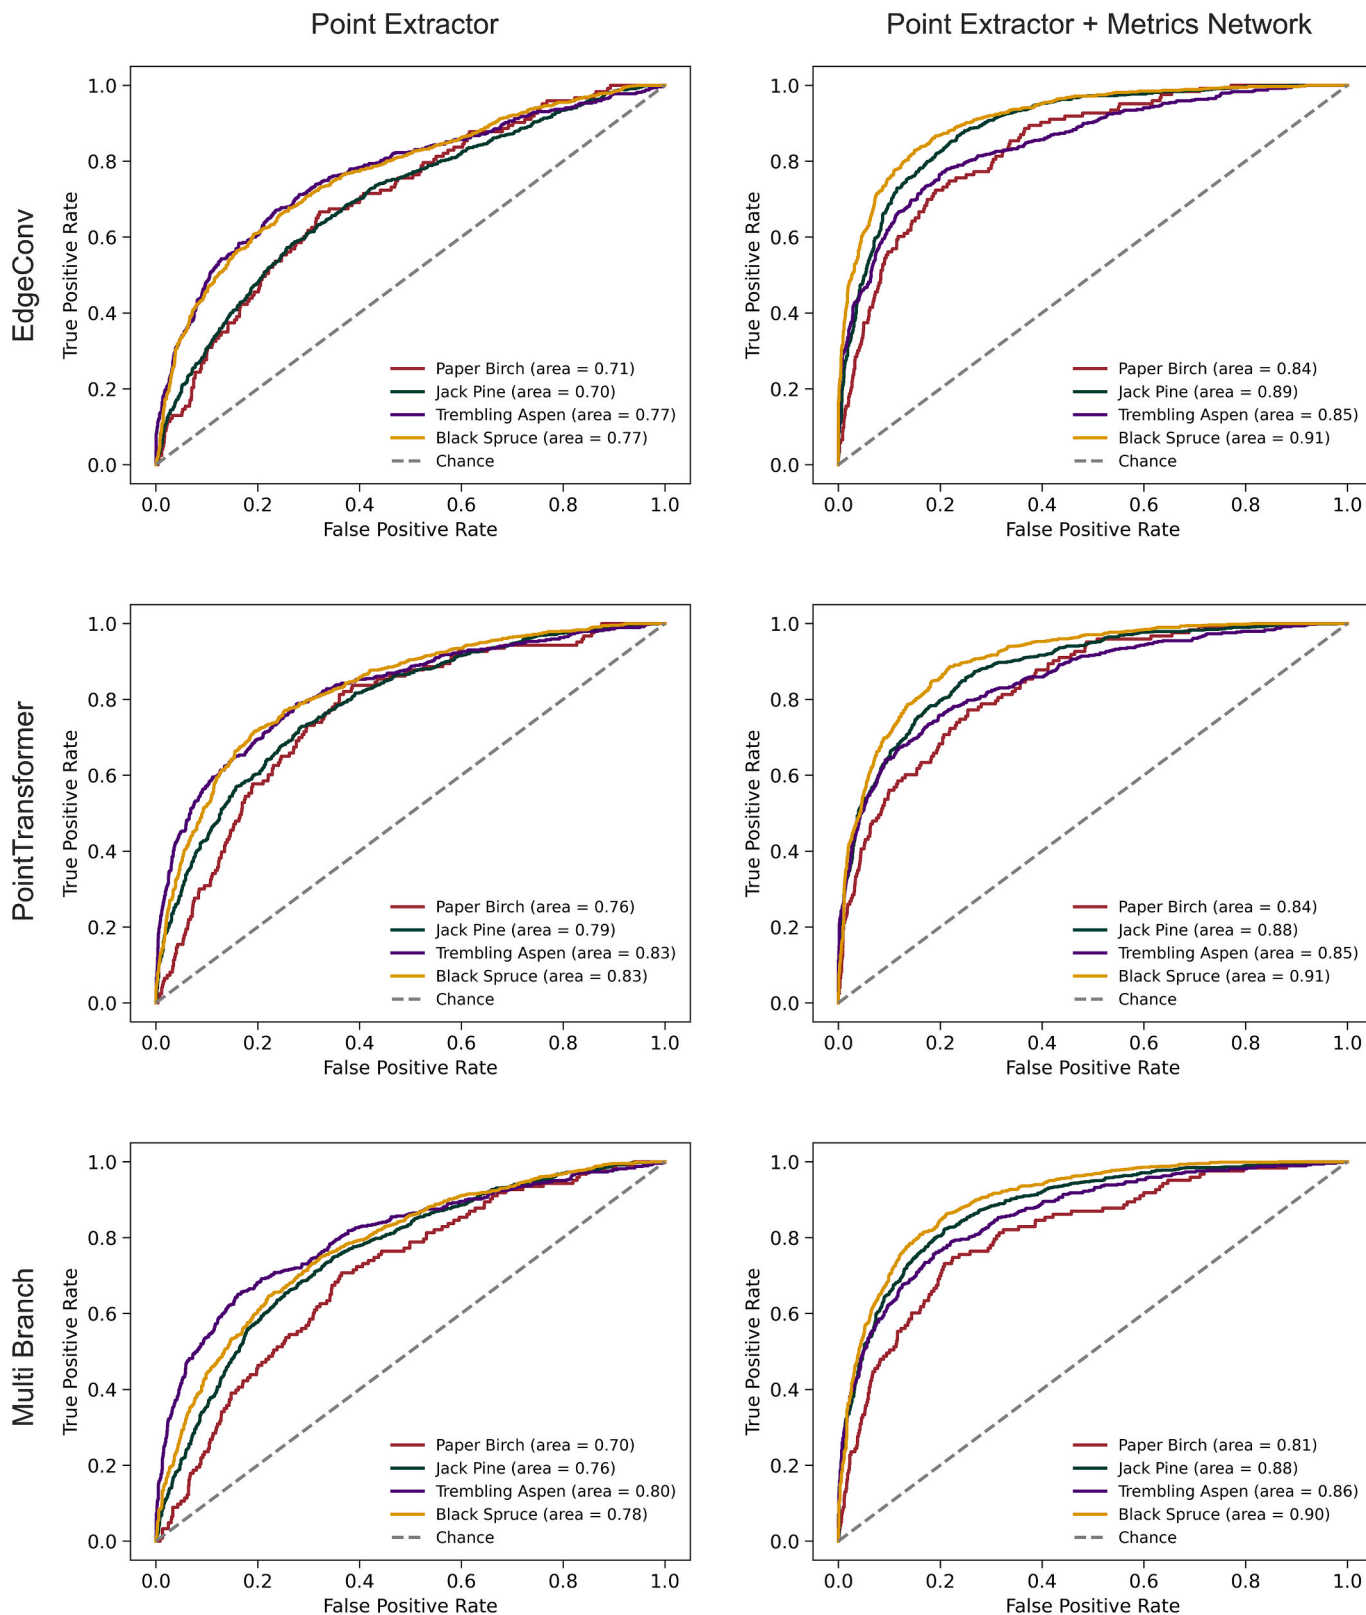 Point Extractor
Point Extractor + Metrics Network
EdgeConv
True Positive Rate
1.0
0.8
0.6
0.4
0.2
0.0
Paper Birch (area = 0.71)
Jack Pine (area = 0.70)
Trembling Aspen (area = 0.77)
Black Spruce (area = 0.77)
Chance
0.0 0.2 0.4 0.6 0.8 1.0
False Positive Rate
True Positive Rate
1.0
0.8
0.6
0.4
0.2
0.0
Paper Birch (area = 0.84)
Jack Pine (area = 0.89)
Trembling Aspen (area = 0.85)
Black Spruce (area = 0.91)
Chance
0.0 0.2 0.4 0.6 0.8 1.0
False Positive Rate
PointTransformer
True Positive Rate
1.0
0.8
0.6
0.4
0.2
0.0
Paper Birch (area = 0.76)
Jack Pine (area = 0.79)
Trembling Aspen (area = 0.83)
Black Spruce (area = 0.83)
Chance
0.0 0.2 0.4 0.6 0.8 1.0
False Positive Rate
True Positive Rate
1.0
0.8
0.6
0.4
0.2
0.0
Paper Birch (area = 0.84)
Jack Pine (area = 0.88)
Trembling Aspen (area = 0.85)
Black Spruce (area = 0.91)
Chance
0.0 0.2 0.4 0.6 0.8 1.0
False Positive Rate
Multi Branch
True Positive Rate
1.0
0.8
0.6
0.4
0.2
0.0
Paper Birch (area = 0.70)
Jack Pine (area = 0.76)
Trembling Aspen (area = 0.80)
Black Spruce (area = 0.78)
Chance
0.0 0.2 0.4 0.6 0.8 1.0
False Positive Rate
True Positive Rate
1.0
0.8
0.6
0.4
0.2
0.0
Paper Birch (area = 0.81)
Jack Pine (area = 0.88)
Trembling Aspen (area = 0.86)
Black Spruce (area = 0.90)
Chance
0.0 0.2 0.4 0.6 0.8 1.0
False Positive Rate